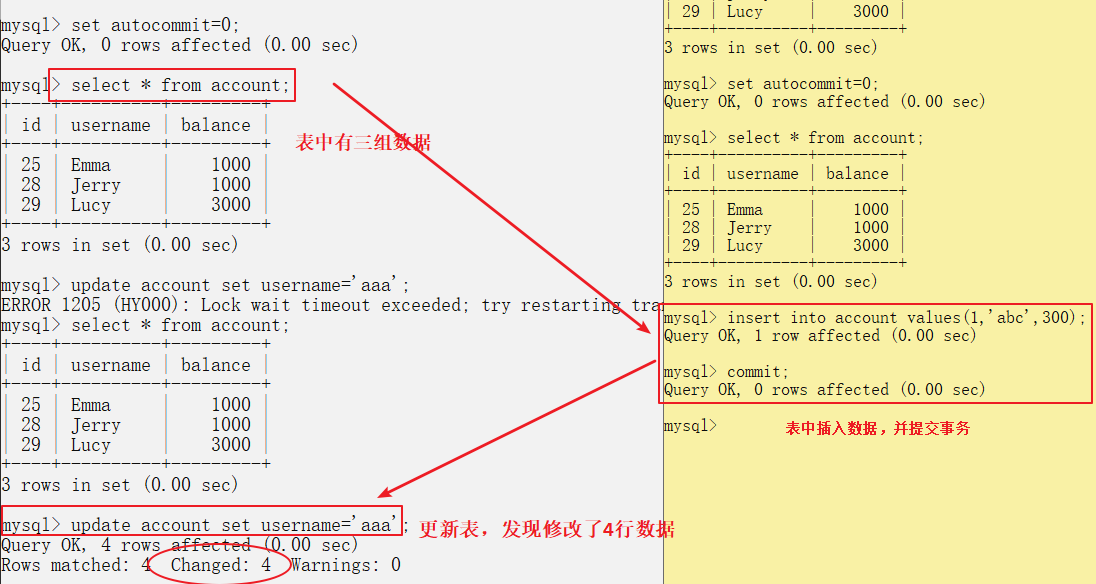 mysql> set autocommit=0;
Query OK, 0 rows affected (0.00 sec)
mysql> select * from account;
+----+----------+---------+
| id | username | balance |
+----+----------+---------+
| 25 | Emma     |    1000 |
| 28 | Jerry    |    1000 |
| 29 | Lucy     |    3000 |
+----+----------+---------+
3 rows in set (0.00 sec)
表中有三组数据
mysql> update account set username='aaa';
ERROR 1205 (HY000): Lock wait timeout exceeded; try restarting tra
mysql> select * from account;
+----+----------+---------+
| id | username | balance |
+----+----------+---------+
| 25 | Emma     |    1000 |
| 28 | Jerry    |    1000 |
| 29 | Lucy     |    3000 |
+----+----------+---------+
3 rows in set (0.00 sec)
mysql> update account set username='aaa';
更新表，发现修改了4行数据
Query OK, 4 rows affected (0.00 sec)
Rows matched: 4  Changed: 4  Warnings: 0
| 29 | Lucy     |    3000 |
+----+----------+---------+
3 rows in set (0.00 sec)
mysql> set autocommit=0;
Query OK, 0 rows affected (0.00 sec)
mysql> select * from account;
+----+----------+---------+
| id | username | balance |
+----+----------+---------+
| 25 | Emma     |    1000 |
| 28 | Jerry    |    1000 |
| 29 | Lucy     |    3000 |
+----+----------+---------+
3 rows in set (0.00 sec)
mysql> insert into account values(1,'abc',300);
Query OK, 1 row affected (0.00 sec)
mysql> commit;
Query OK, 0 rows affected (0.00 sec)
mysql>
表中插入数据，并提交事务